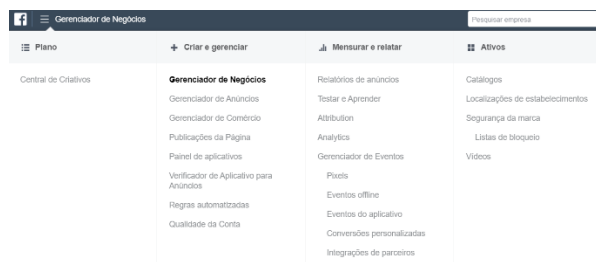 Gerenciador de Negócios
Pesquisar empresa
Plano
Central de Criativos
Criar e gerenciar
Gerenciador de Negócios
Gerenciador de Anúncios
Gerenciador de Comércio
Publicações da Página
Painel de aplicativos
Verificador de Aplicativo para
Anúncios
Regras automatizadas
Qualidade da Conta
Mensurar e relatar
Relatórios de anúncios
Testar e Aprender
Attribution
Analytics
Gerenciador de Eventos
Pixels
Eventos offline
Eventos do aplicativo
Conversões personalizadas
Integrações de parceiros
Ativos
Catálogos
Localizações de estabelecimentos
Segurança da marca
Listas de bloqueio
Vídeos